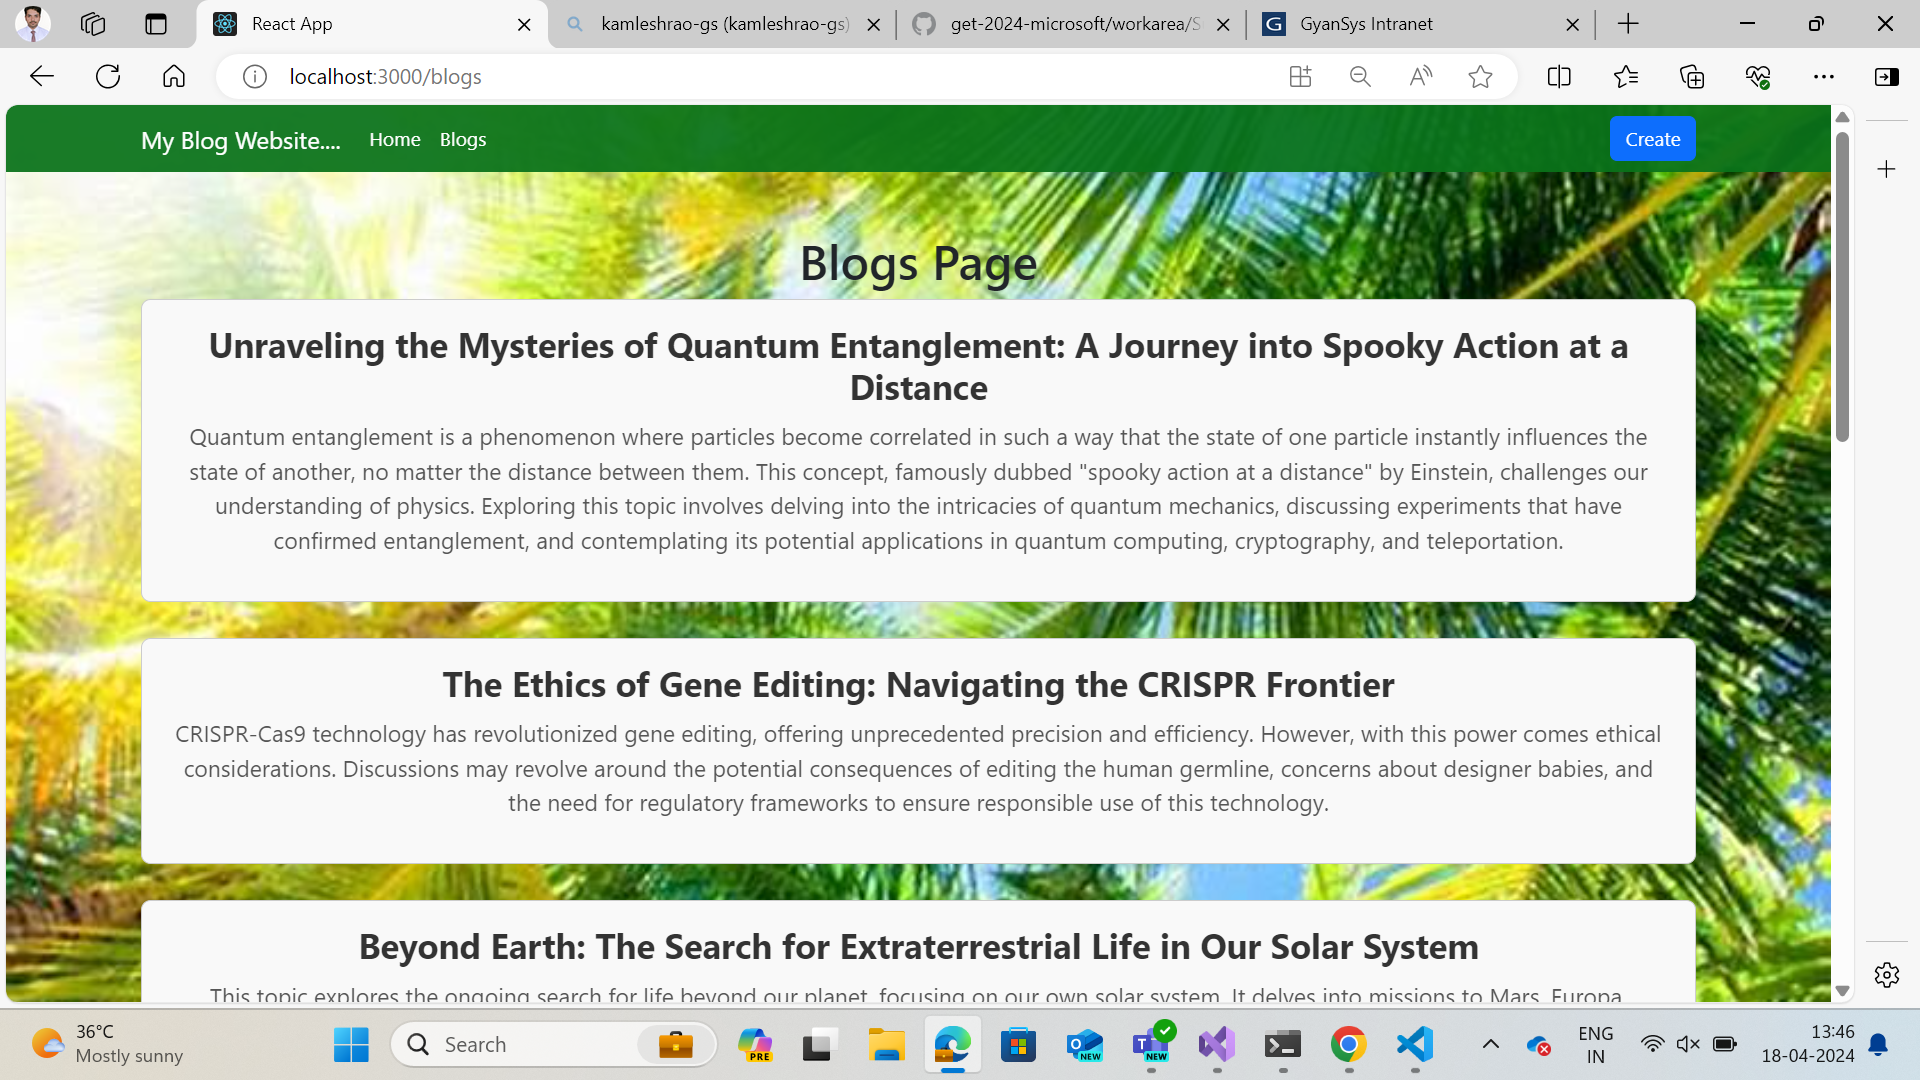 React App
kamleshrao-gs (kamleshrao-gs)
get-2024-microsoft/workarea/S
G GyanSys Intranet
localhost:3000/blogs
My Blog Website.... Home Blogs Create
Blogs Page
Unraveling the Mysteries of Quantum Entanglement: A Journey into Spooky Action at a
Distance
Quantum entanglement is a phenomenon where particles become correlated in such a way that the state of one particle instantly influences the
state of another, no matter the distance between them. This concept, famously dubbed "spooky action at a distance" by Einstein, challenges our
understanding of physics. Exploring this topic involves delving into the intricacies of quantum mechanics, discussing experiments that have
confirmed entanglement, and contemplating its potential applications in quantum computing, cryptography, and teleportation.
The Ethics of Gene Editing: Navigating the CRISPR Frontier
CRISPR-Cas9 technology has revolutionized gene editing, offering unprecedented precision and efficiency. However, with this power comes ethical
considerations. Discussions may revolve around the potential consequences of editing the human germline, concerns about designer babies, and
the need for regulatory frameworks to ensure responsible use of this technology.
Beyond Earth: The Search for Extraterrestrial Life in Our Solar System
This topic explores the ongoing search for life beyond our planet, focusing on our own solar system. It delves into missions to Mars, Europa,
36°C
Mostly sunny
Search
PRE
NEW
NEW
ENG
IN
13:46
18-04-2024